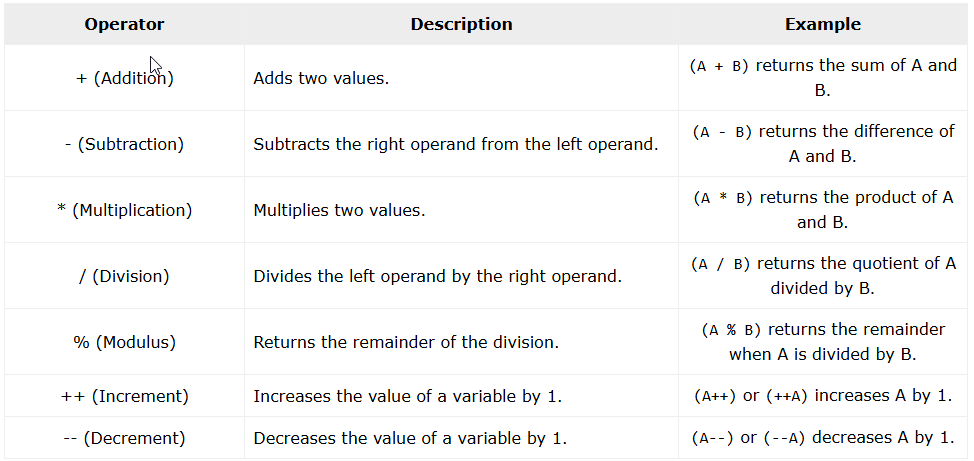 Operator Description Example
+ (Addition) Adds two values. (A + B) returns the sum of A and
B.
- (Subtraction) Subtracts the right operand from the left operand. (A - B) returns the difference of
A and B.
* (Multiplication) Multiplies two values. (A * B) returns the product of A
and B.
/ (Division) Divides the left operand by the right operand. (A / B) returns the quotient of A
divided by B.
% (Modulus) Returns the remainder of the division. (A % B) returns the remainder
when A is divided by B.
++ (Increment) Increases the value of a variable by 1. (A++) or (++A) increases A by 1.
-- (Decrement) Decreases the value of a variable by 1. (A--) or (--A) decreases A by 1.